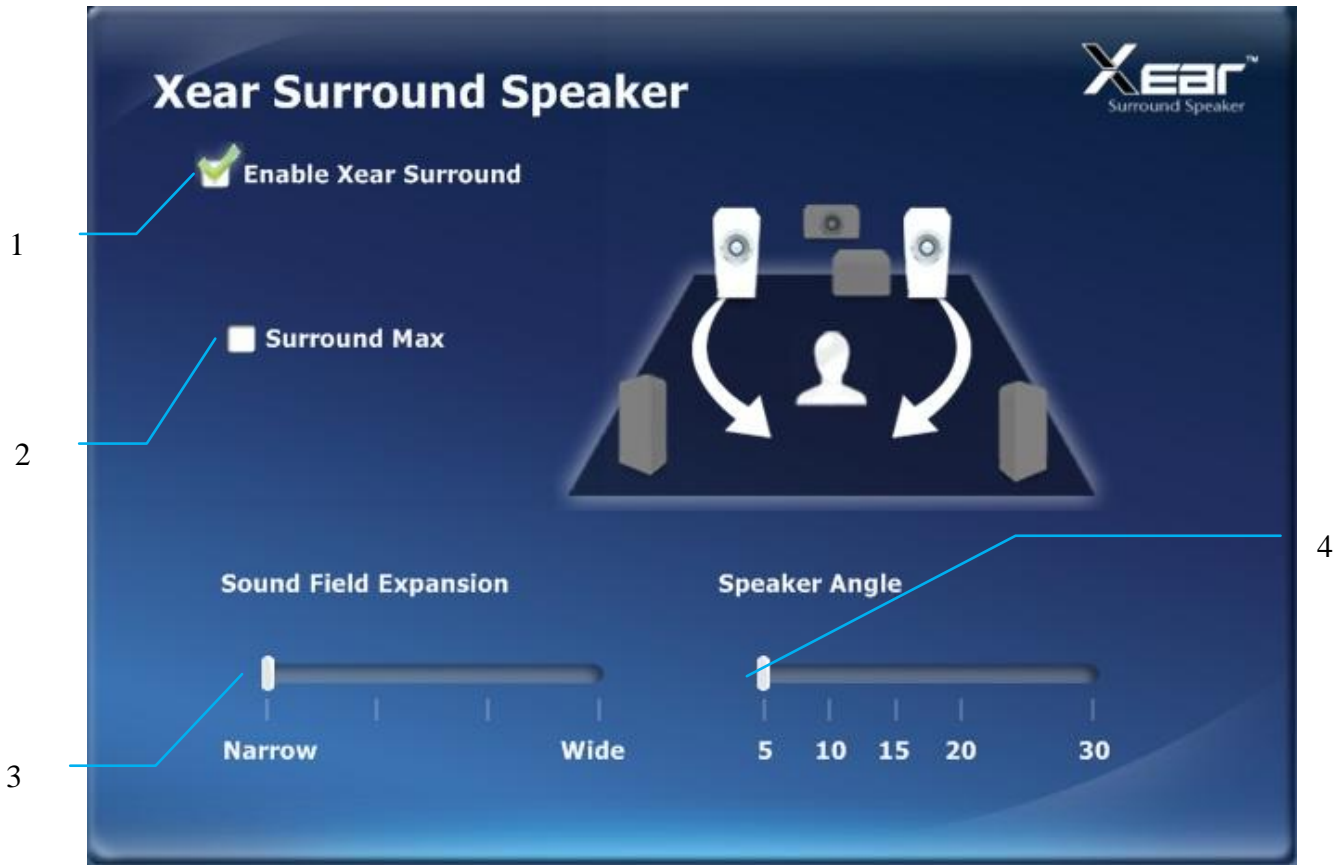 Xear Surround Speaker
Xear™
Surround Speaker
Enable Xear Surround
1
Surround Max
2
4
Sound Field Expansion
Speaker Angle
3
Narrow Wide
5 10 15 20 30